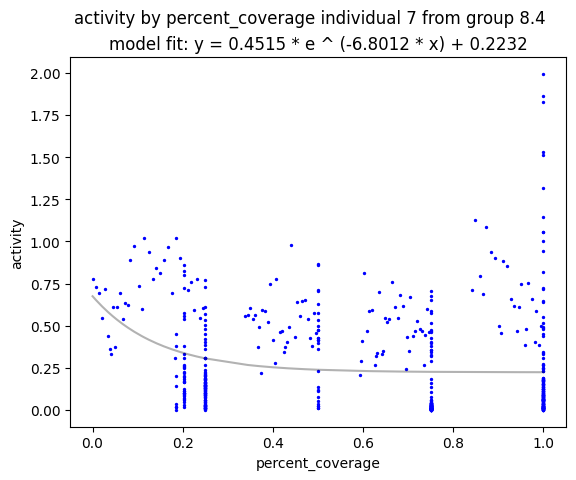 activity by percent_coverage individual 7 from group 8.4
model fit: y = 0.4515 * e ^ (-6.8012 * x) + 0.2232
2.00
1.75
1.50
1.25
1.00
0.75
0.50
0.25
0.00
activity
0.0 0.2 0.4 0.6 0.8 1.0
percent_coverage